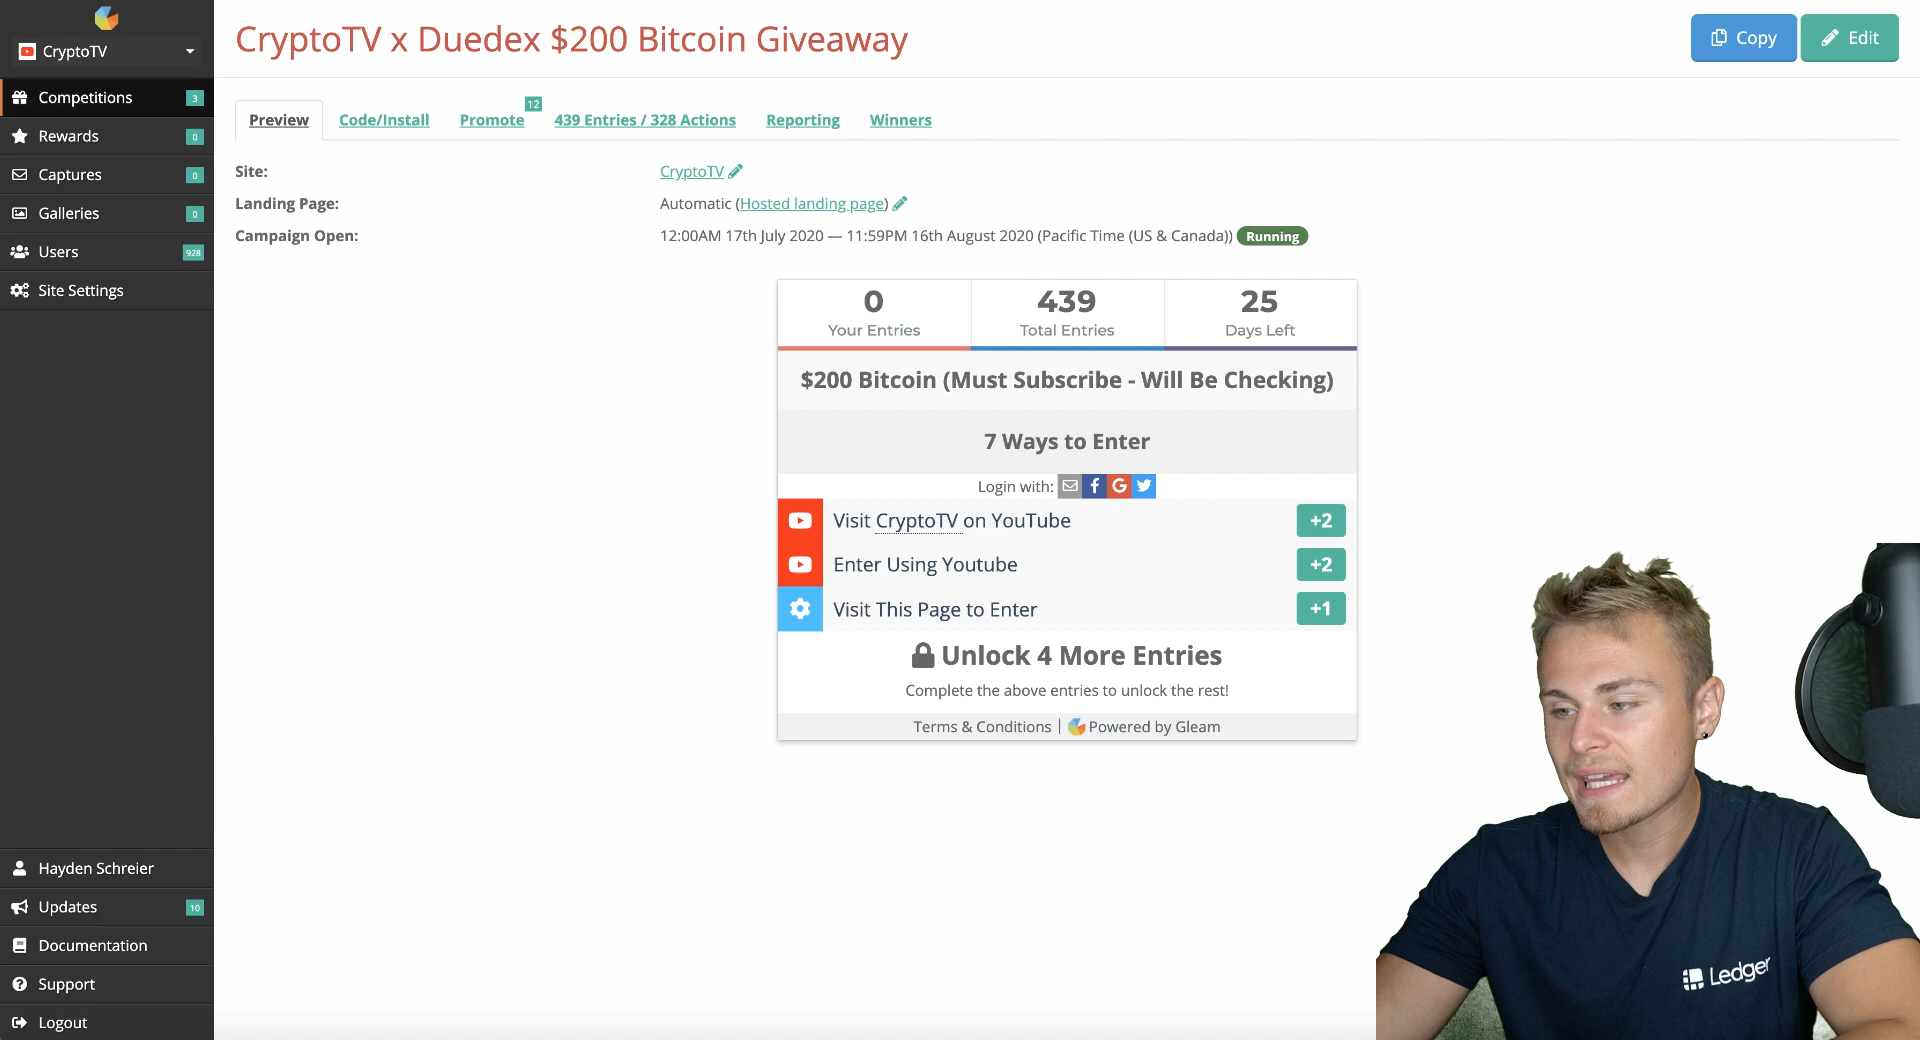 CryptoTV
Competitions 3
Rewards 0
Captures 0
Galleries 0
Users 928
Site Settings
Hayden Schreier
Updates 10
Documentation
Support
Logout
CryptoTV x Duedex $200 Bitcoin Giveaway
Copy
Edit
Preview
Code/Install
Promote 12
439 Entries / 328 Actions
Reporting
Winners
Site: CryptoTV
Landing Page: Automatic (Hosted landing page)
Campaign Open: 12:00AM 17th July 2020 — 11:59PM 16th August 2020 (Pacific Time (US & Canada)) Running
0 439 25
Your Entries Total Entries Days Left
$200 Bitcoin (Must Subscribe - Will Be Checking)
7 Ways to Enter
Login with:
Visit CryptoTV on YouTube +2
Enter Using Youtube +2
Visit This Page to Enter +1
Unlock 4 More Entries
Complete the above entries to unlock the rest!
Terms & Conditions | Powered by Gleam
Ledger